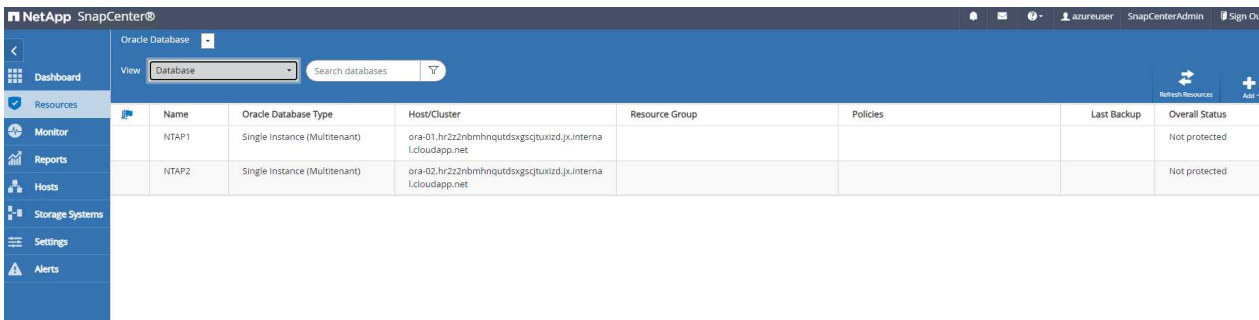 NetApp SnapCenter®
azureuser SnapCenterAdmin Sign Ou
Oracle Database
View Database Search databases
Refresh Resources Add
Dashboard
Resources
Monitor
Reports
Hosts
Storage Systems
Settings
Alerts
Name Oracle Database Type Host/Cluster Resource Group Policies Last Backup Overall Status
NTAP1 Single Instance (Multitenant) ora-01.hr2z2nbmhnqutdsxgscjtuxizd.jx.interna Not protected
l.cloudapp.net
NTAP2 Single Instance (Multitenant) ora-02.hr2z2nbmhnqutdsxgscjtuxizd.jx.interna Not protected
l.cloudapp.net